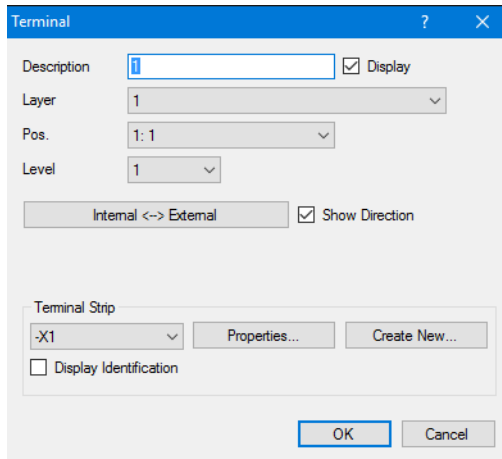 Terminal ? X
Description 1 Display
Layer 1
Pos. 1: 1
Level 1
Internal <--> External Show Direction
Terminal Strip
-X1 Properties... Create New...
Display Identification
OK Cancel